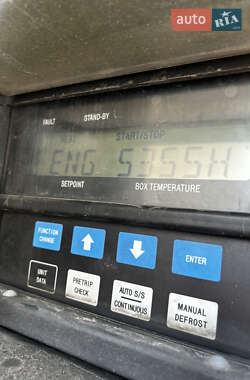 auto RIA
FAULT STAND-BY
START/STOP
ENG 5355H
SETPOINT BOX TEMPERATURE
FUNCTION
CHANGE
ENTER
UNIT
DATA
PRETRIP
CHECK
AUTO S/S
CONTINUOUS
MANUAL
DEFROST